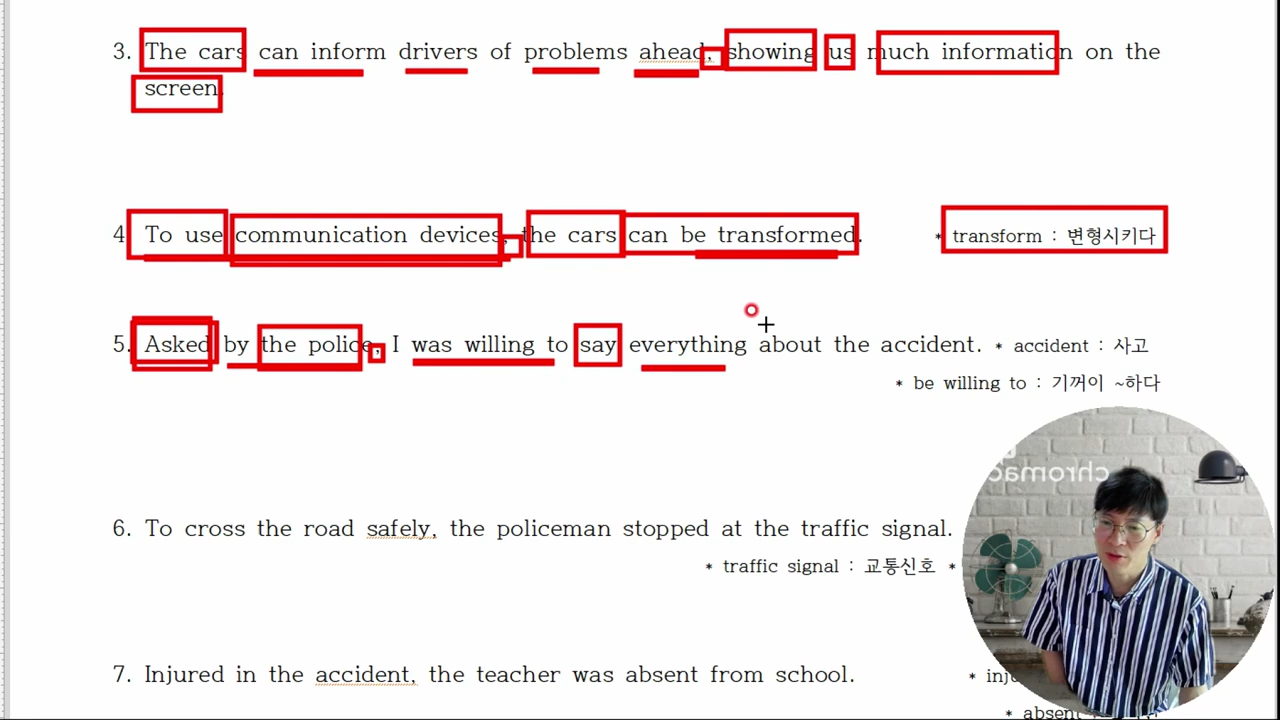 3. The cars can inform drivers of problems ahead, showing us much information on the
screen.
4. To use communication devices, the cars can be transformed. * transform : 변형시키다
5. Asked by the police, I was willing to say everything about the accident. * accident : 사고
* be willing to : 기꺼이 ~하다
6. To cross the road safely, the policeman stopped at the traffic signal.
* traffic signal : 교통신호 *
7. Injured in the accident, the teacher was absent from school. *
* absent